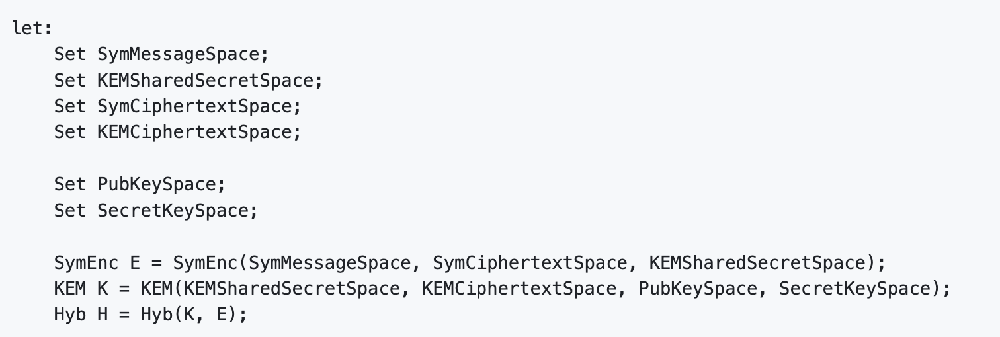 let:
    Set SymMessageSpace;
    Set KEMSharedSecretSpace;
    Set SymCiphertextSpace;
    Set KEMCiphertextSpace;

    Set PubKeySpace;
    Set SecretKeySpace;

    SymEnc E = SymEnc(SymMessageSpace, SymCiphertextSpace, KEMSharedSecretSpace);
    KEM K = KEM(KEMSharedSecretSpace, KEMCiphertextSpace, PubKeySpace, SecretKeySpace);
    Hyb H = Hyb(K, E);